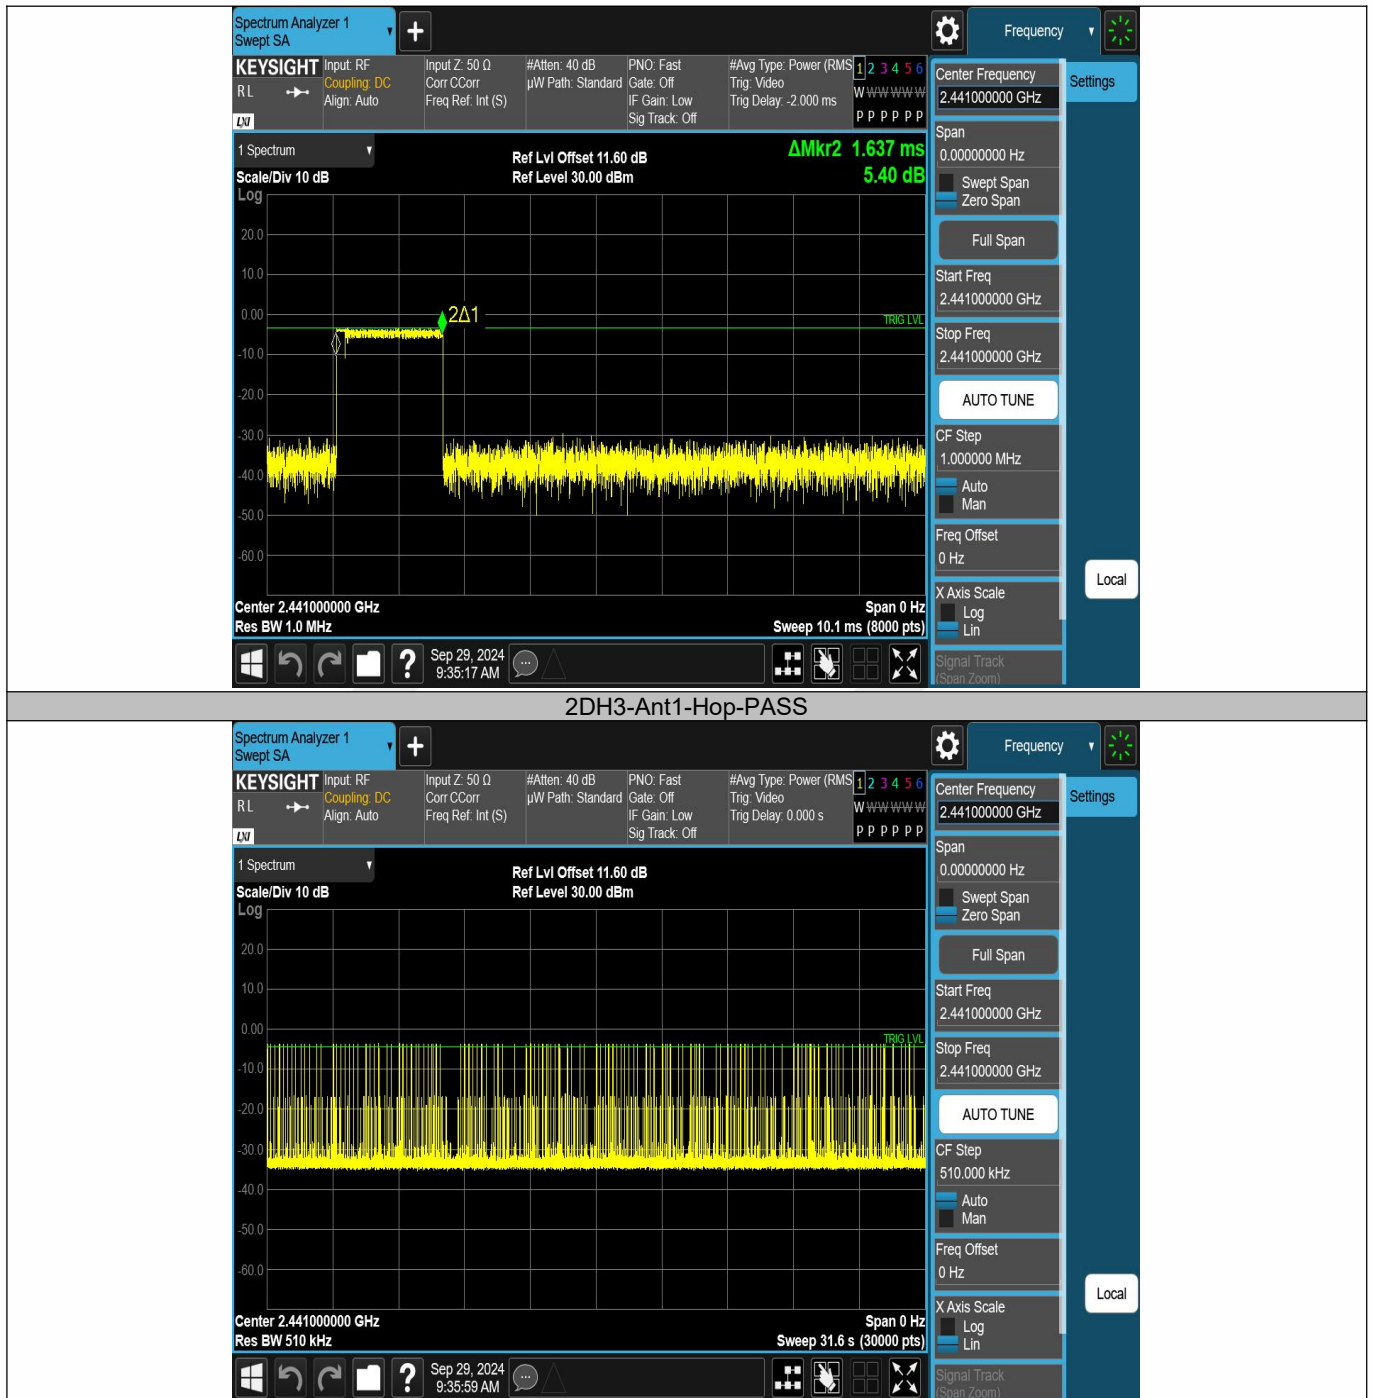 Spectrum Analyzer 1
Swept SA
Frequency
KEYSIGHT
RL
LXI
Input: RF
Coupling: DC
Align: Auto
Input Z: 50 Ω
Corr CCorr
Freq Ref: Int (S)
#Atten: 40 dB
µW Path: Standard
PNO: Fast
Gate: Off
IF Gain: Low
Sig Track: Off
#Avg Type: Power (RMS
Trig: Video
Trig Delay: -2.000 ms
1 2 3 4 5 6
W W W W W W
P P P P P P
Center Frequency
2.441000000 GHz
Settings
Span
0.00000000 Hz
Swept Span
Zero Span
Full Span
Start Freq
2.441000000 GHz
Stop Freq
2.441000000 GHz
AUTO TUNE
CF Step
1.000000 MHz
Auto
Man
Freq Offset
0 Hz
X Axis Scale
Log
Lin
Signal Track
(Span Zoom)
Local
1 Spectrum
Scale/Div 10 dB
Ref Lvl Offset 11.60 dB
Ref Level 30.00 dBm
ΔMkr2 1.637 ms
5.40 dB
Log
20.0
10.0
0.00
-10.0
-20.0
-30.0
-40.0
-50.0
-60.0
2Δ1
TRIG LVL
Center 2.441000000 GHz
Span 0 Hz
Res BW 1.0 MHz
Sweep 10.1 ms (8000 pts)
?
Sep 29, 2024
9:35:17 AM
2DH3-Ant1-Hop-PASS
Spectrum Analyzer 1
Swept SA
Frequency
KEYSIGHT
RL
LXI
Input: RF
Coupling: DC
Align: Auto
Input Z: 50 Ω
Corr CCorr
Freq Ref: Int (S)
#Atten: 40 dB
µW Path: Standard
PNO: Fast
Gate: Off
IF Gain: Low
Sig Track: Off
#Avg Type: Power (RMS
Trig: Video
Trig Delay: 0.000 s
1 2 3 4 5 6
W W W W W W
P P P P P P
Center Frequency
2.441000000 GHz
Settings
Span
0.00000000 Hz
Swept Span
Zero Span
Full Span
Start Freq
2.441000000 GHz
Stop Freq
2.441000000 GHz
AUTO TUNE
CF Step
510.000 kHz
Auto
Man
Freq Offset
0 Hz
X Axis Scale
Log
Lin
Signal Track
(Span Zoom)
Local
1 Spectrum
Scale/Div 10 dB
Ref Lvl Offset 11.60 dB
Ref Level 30.00 dBm
Log
20.0
10.0
0.00
-10.0
-20.0
-30.0
-40.0
-50.0
-60.0
TRIG LVL
Center 2.441000000 GHz
Span 0 Hz
Res BW 510 kHz
Sweep 31.6 s (30000 pts)
?
Sep 29, 2024
9:35:59 AM